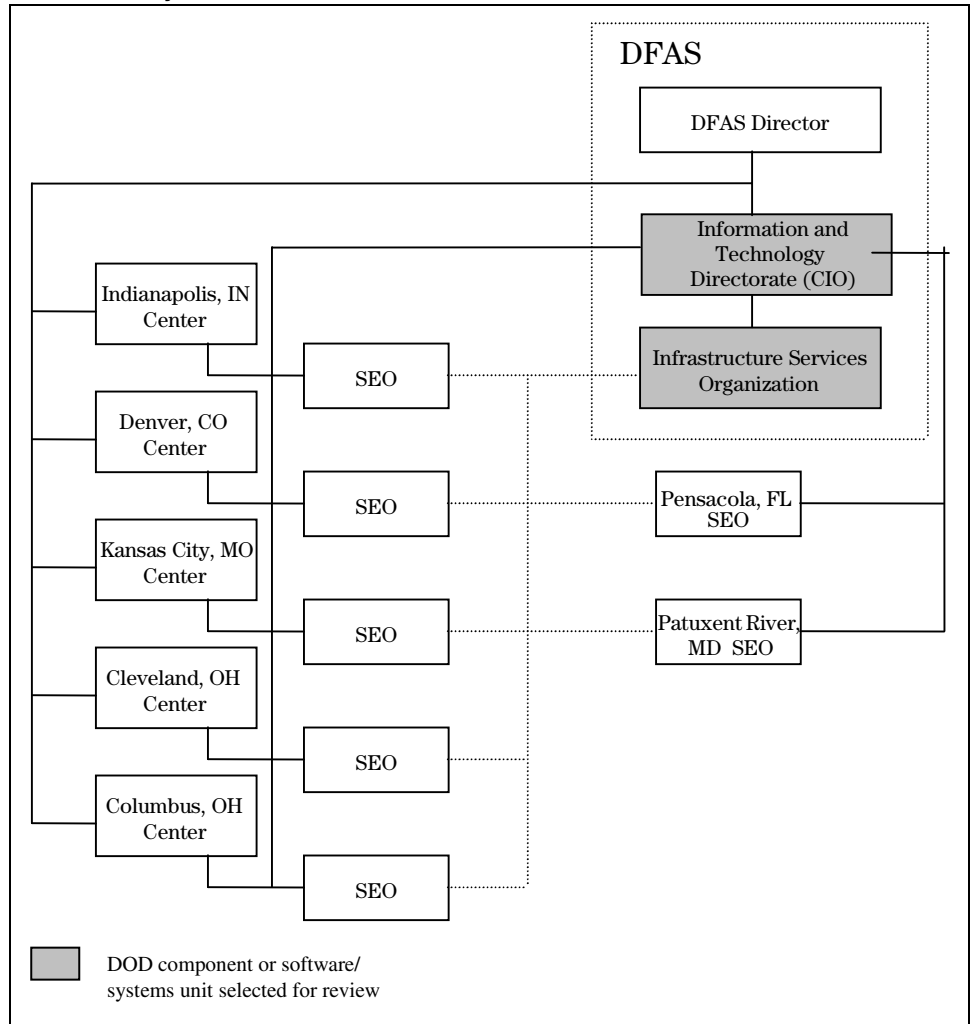 DFAS
DFAS Director
Information and
Technology
Directorate (CIO)
Infrastructure Services
Organization
Indianapolis, IN
Center
SEO
Denver, CO
Center
SEO
Pensacola, FL
SEO
Kansas City, MO
Center
SEO
Patuxent River,
MD SEO
Cleveland, OH
Center
SEO
Columbus, OH
Center
SEO
DOD component or software/
systems unit selected for review